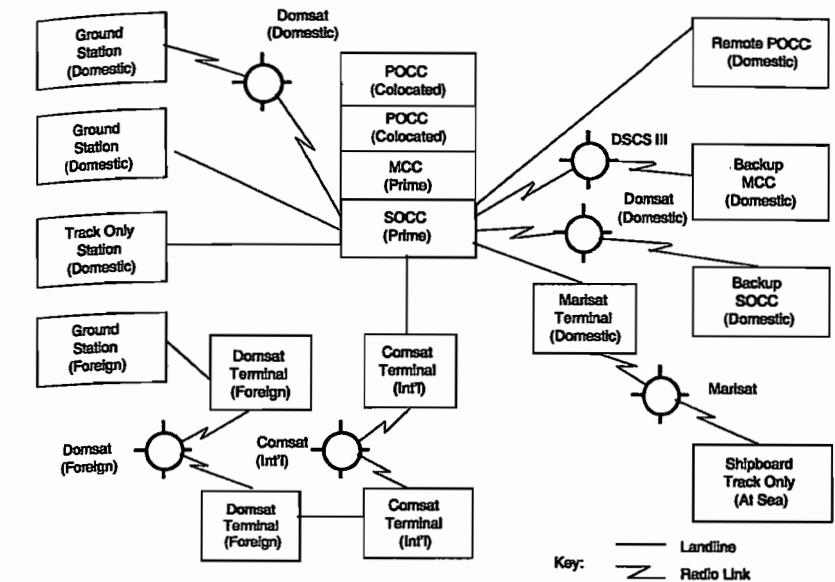 Ground
Station
(Domestic)
Domsat
(Domestic)
POCC
(Colocated)
POCC
(Colocated)
MCC
(Prime)
SOCC
(Prime)
Remote POCC
(Domestic)
Ground
Station
(Domestic)
DSCS III
Backup
MCC
(Domestic)
Domsat
(Domestic)
Track Only
Station
(Domestic)
Backup
SOCC
(Domestic)
Marisat
Terminal
(Domestic)
Ground
Station
(Foreign)
Domsat
Terminal
(Foreign)
Comsat
Terminal
(Int'l)
Marisat
Domsat
(Foreign)
Comsat
(Int'l)
Shipboard
Track Only
(At Sea)
Domsat
Terminal
(Foreign)
Comsat
Terminal
(Int'l)
Key:
Landline
Radio Link